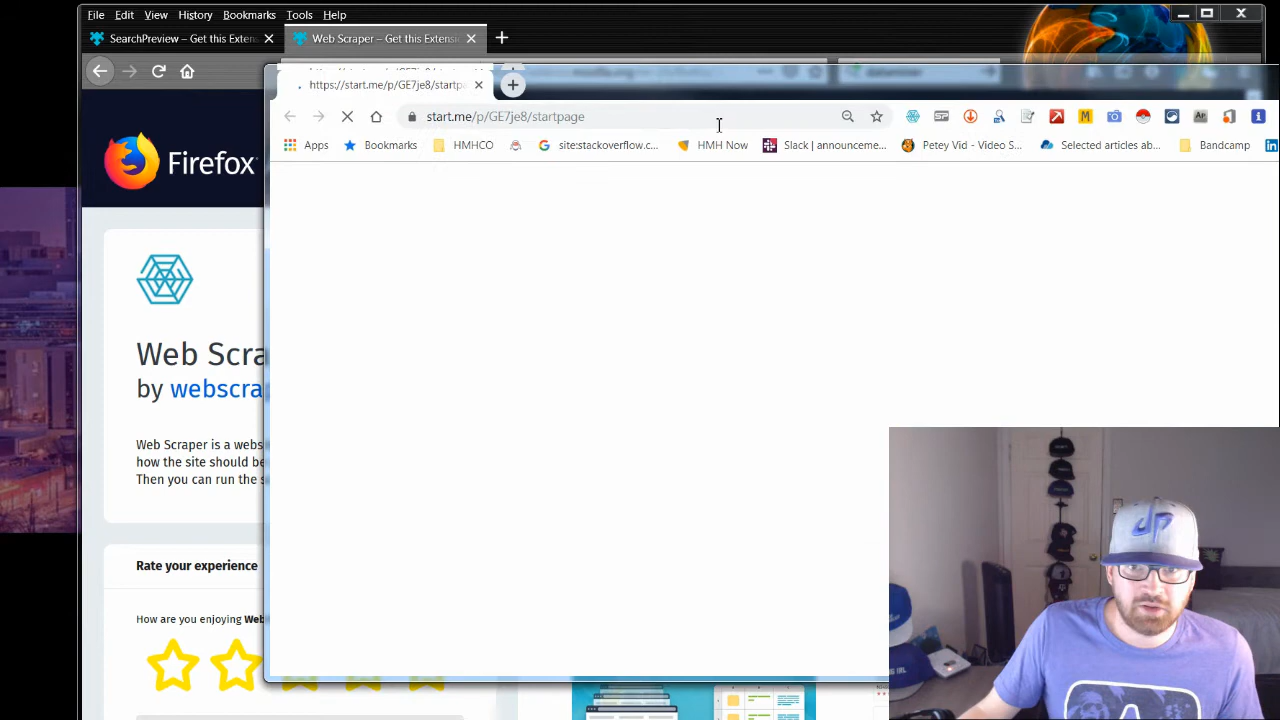 File Edit View History Bookmarks Tools Help
SearchPreview – Get this Exten
Web Scraper – Get this Extensi
https://start.me/p/GE7je8/startp
start.me/p/GE7je8/startpage
Apps
Bookmarks
HMHCO
site:stackoverflow.c...
HMH Now
Slack | announceme...
Petey Vid - Video S...
Selected articles ab...
Bandcamp
Firefox
Web Scra
by webscra
Web Scraper is a webs
how the site should be
Then you can run the s
Rate your experience
How are you enjoying Web